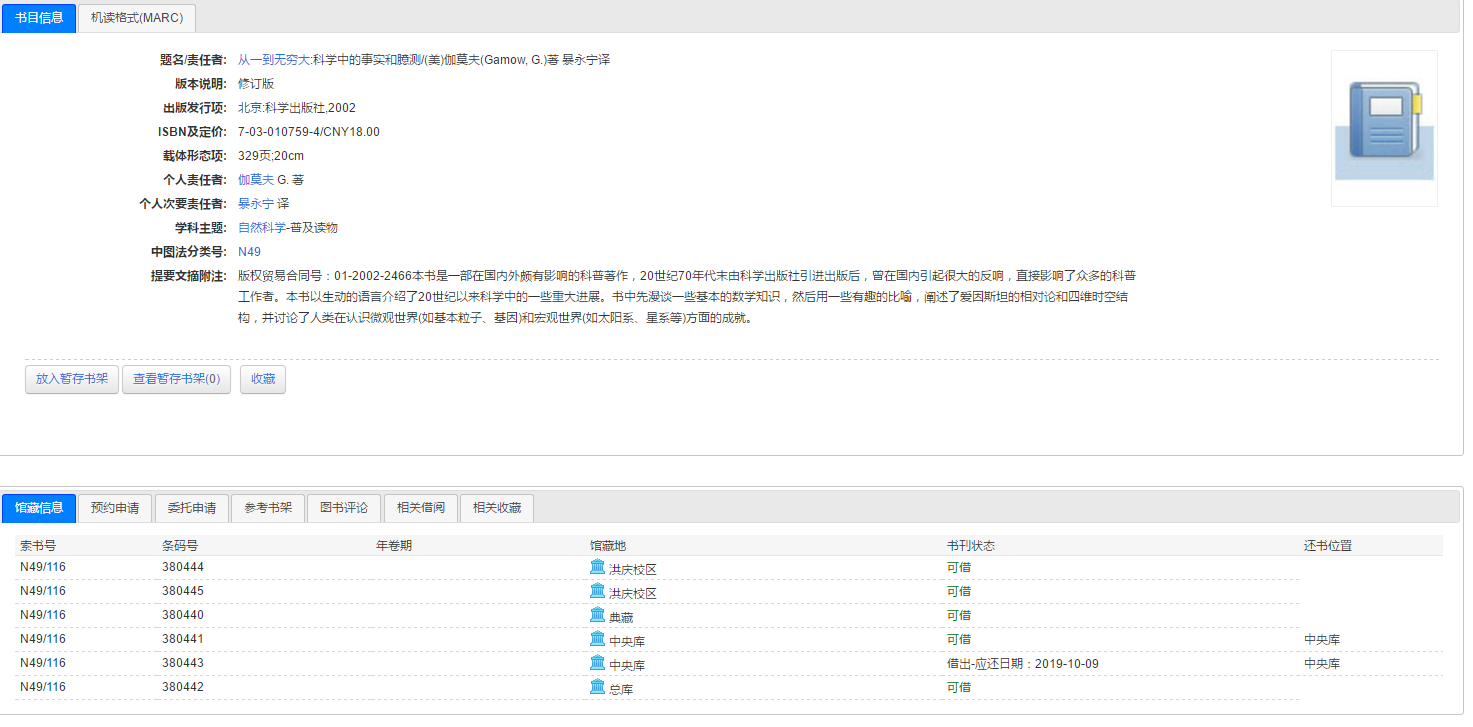 书目信息 机读格式(MARC)
题名/责任者: 从一到无穷大:科学中的事实和臆测/(美)伽莫夫(Gamow, G.)著 暴永宁译
版本说明: 修订版
出版发行项: 北京:科学出版社,2002
ISBN及定价: 7-03-010759-4/CNY18.00
载体形态项: 329页;20cm
个人责任者: 伽莫夫 G. 著
个人次要责任者: 暴永宁 译
学科主题: 自然科学-普及读物
中图法分类号: N49
提要文摘附注: 版权贸易合同号：01-2002-2466本书是一部在国内外颇有影响的科普著作，20世纪70年代末由科学出版社引进出版后，曾在国内引起很大的反响，直接影响了众多的科普
工作者。本书以生动的语言介绍了20世纪以来科学中的一些重大进展。书中先漫谈一些基本的数学知识，然后用一些有趣的比喻，阐述了爱因斯坦的相对论和四维时空结
构，并讨论了人类在认识微观世界(如基本粒子、基因)和宏观世界(如太阳系、星系等)方面的成就。
放入暂存书架 查看暂存书架(0) 收藏
馆藏信息 预约申请 委托申请 参考书架 图书评论 相关借阅 相关收藏
索书号 条码号 年卷期 馆藏地 书刊状态 还书位置
N49/116 380444 洪庆校区 可借
N49/116 380445 洪庆校区 可借
N49/116 380440 典藏 可借
N49/116 380441 中央库 可借 中央库
N49/116 380443 中央库 借出-应还日期：2019-10-09 中央库
N49/116 380442 总库 可借